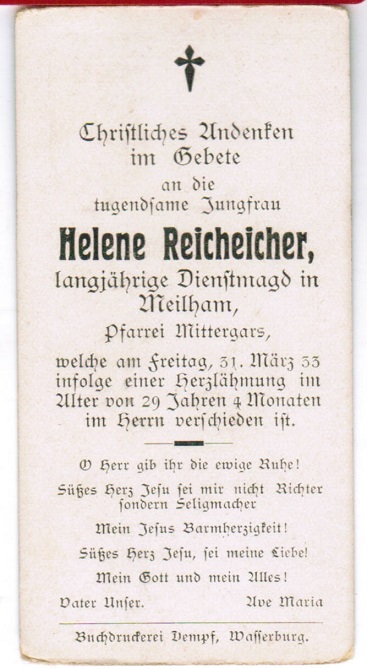 Christliches Andenken
im Gebete
an die
tugendsame Jungfrau
Helene Reicheicher,
langjährige Dienstmagd in
Meilham,
Pfarrei Mittergars,
welche am Freitag, 31. März 33
infolge einer Herzlähmung im
Alter von 29 Jahren 4 Monaten
im Herrn verschieden ist.
O Herr gib ihr die ewige Ruhe!
Süßes Herz Jesu sei mir nicht Richter
sondern Seligmacher
Mein Jesus Barmherzigkeit!
Süßes Herz Jesu, sei meine Liebe!
Mein Gott und mein Alles!
Vater Unser. Ave Maria
Buchdruckerei Dempf, Wasserburg.